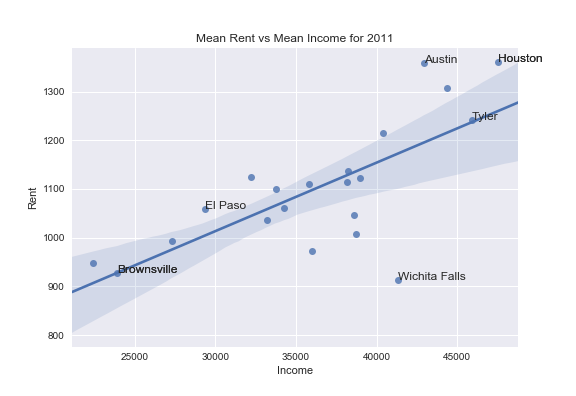 Mean Rent vs Mean Income for 2011
Austin
Houston
1300
Tyler
1200
Rent
1100
El Paso
1000
Brownsville
Wichita Falls
900
800
25000 30000 35000 40000 45000
Income